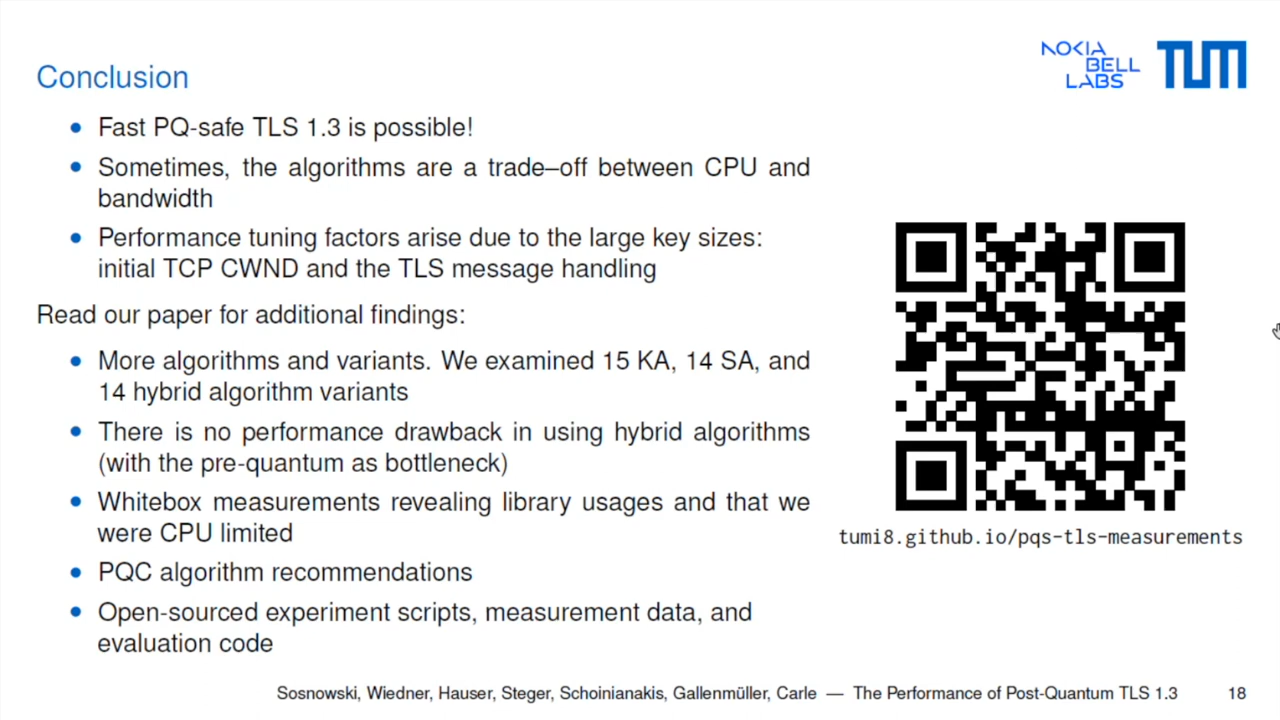 NOKIA
BELL
LABS
TUM
Conclusion
Fast PQ-safe TLS 1.3 is possible!
Sometimes, the algorithms are a trade–off between CPU and
bandwidth
Performance tuning factors arise due to the large key sizes:
initial TCP CWND and the TLS message handling
Read our paper for additional findings:
More algorithms and variants. We examined 15 KA, 14 SA, and
14 hybrid algorithm variants
There is no performance drawback in using hybrid algorithms
(with the pre-quantum as bottleneck)
Whitebox measurements revealing library usages and that we
were CPU limited
PQC algorithm recommendations
Open-sourced experiment scripts, measurement data, and
evaluation code
tumi8.github.io/pqs-tls-measurements
Sosnowski, Wiedner, Hauser, Steger, Schoinianakis, Gallenmüller, Carle — The Performance of Post-Quantum TLS 1.3 18